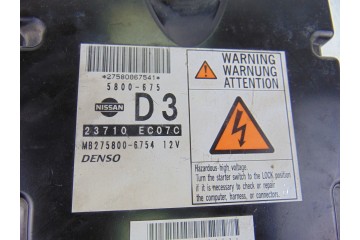 *27580067541*
5800-675
NISSAN
D3
23710 EC07C
MB275800-6754 12V
DENSO
WARNING
WARNUNG
ATTENTION
Hazardous-high voltage.
Turn the starter switch to the LOCK position
if it is necessary to check or repair
the computer, harness, or connectors.